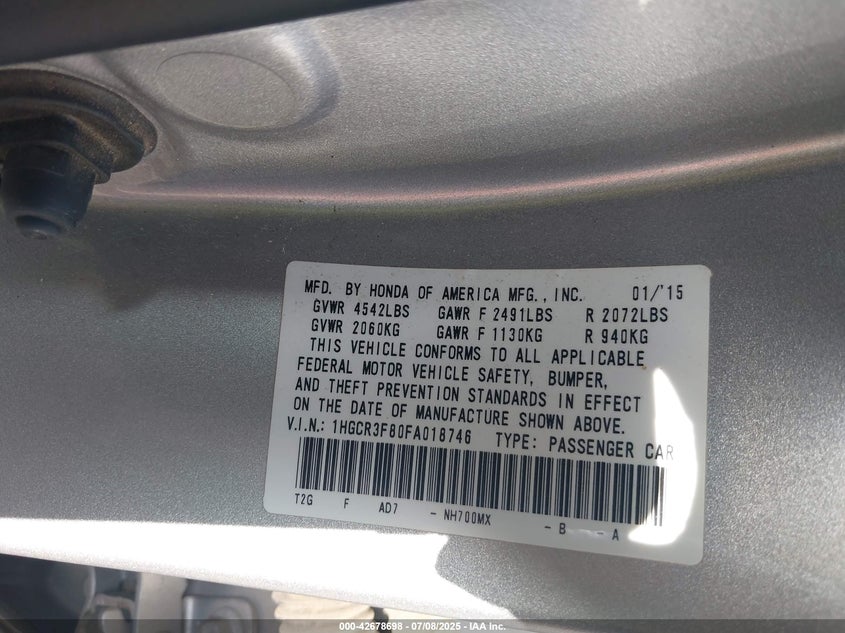 MFD. BY HONDA OF AMERICA MFG., INC. 01/'15
GVWR 4542LBS GAWR F 2491LBS R 2072LBS
GVWR 2060KG GAWR F 1130KG R 940KG
THIS VEHICLE CONFORMS TO ALL APPLICABLE
FEDERAL MOTOR VEHICLE SAFETY, BUMPER,
AND THEFT PREVENTION STANDARDS IN EFFECT
ON THE DATE OF MANUFACTURE SHOWN ABOVE.
V.I.N.: 1HGCR3F80FA018746 TYPE: PASSENGER CAR
T2G F AD7 - NH700MX - B - A
000-42678698 - 07/08/2025 - IAA Inc.